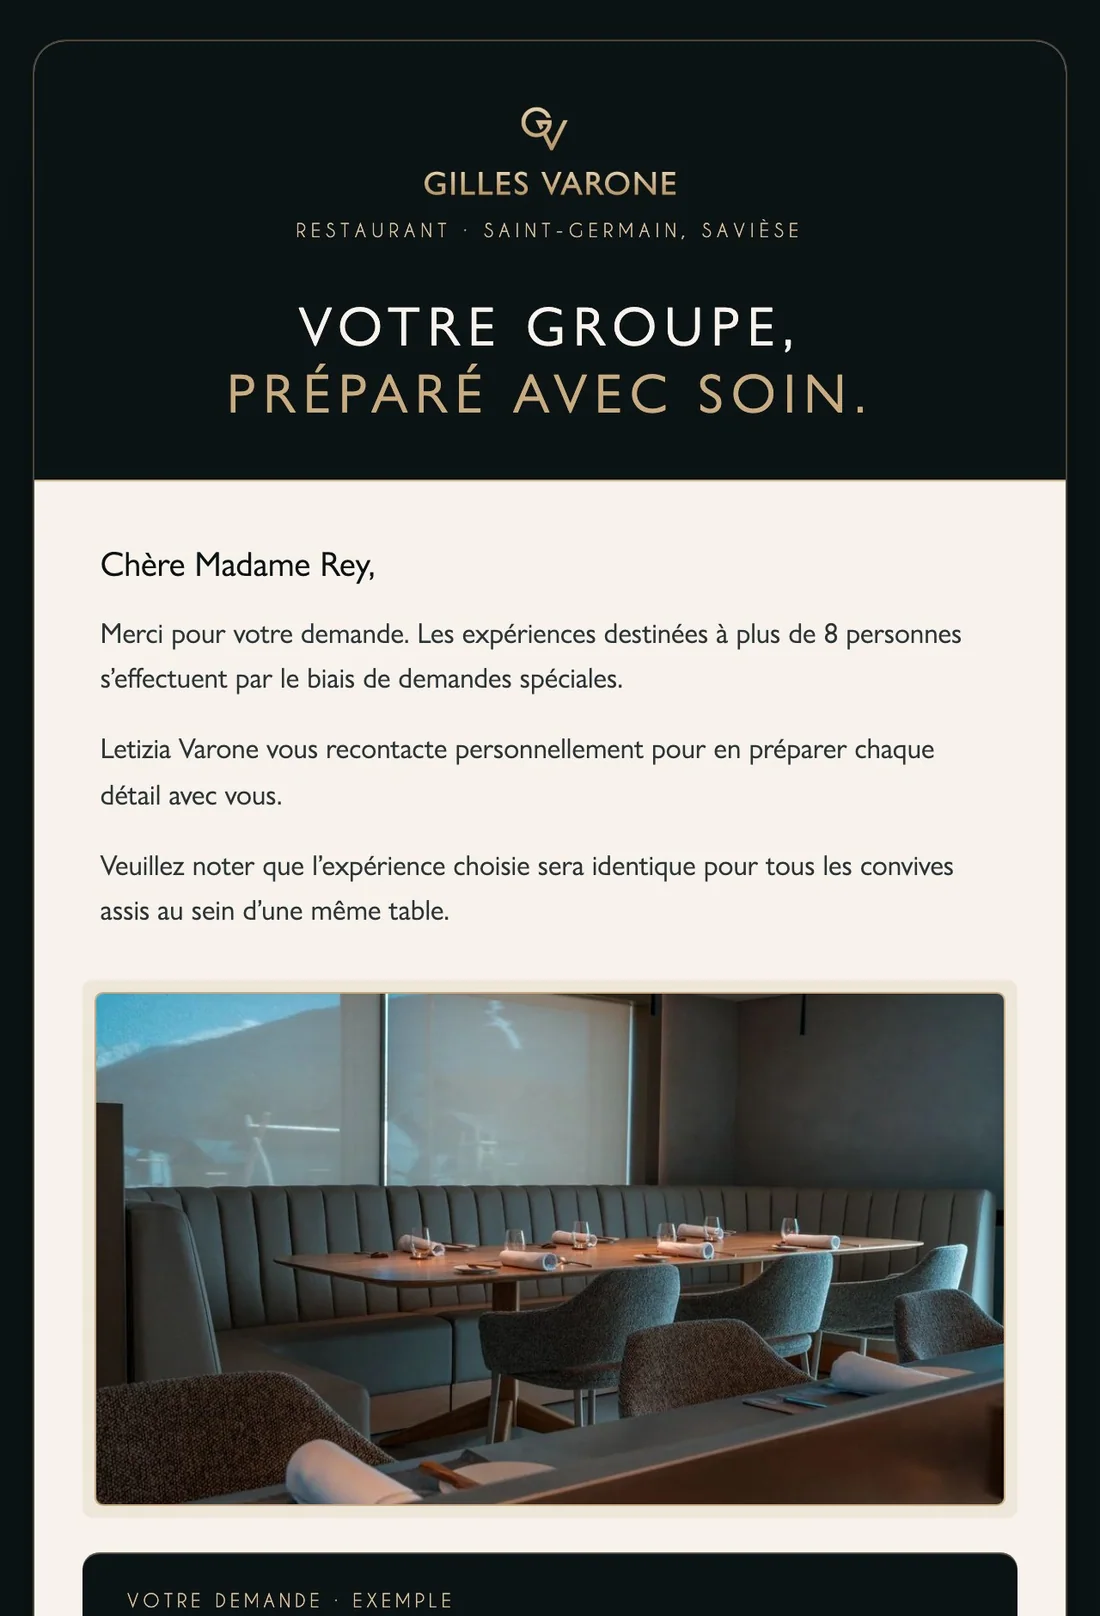 GV
GILLES VARONE
RESTAURANT · SAINT-GERMAIN, SAVIÈSE
VOTRE GROUPE,
PRÉPARÉ AVEC SOIN.
Chère Madame Rey,
Merci pour votre demande. Les expériences destinées à plus de 8 personnes
s’effectuent par le biais de demandes spéciales.
Letizia Varone vous recontacte personnellement pour en préparer chaque
détail avec vous.
Veuillez noter que l’expérience choisie sera identique pour tous les convives
assis au sein d’une même table.
VOTRE DEMANDE · EXEMPLE